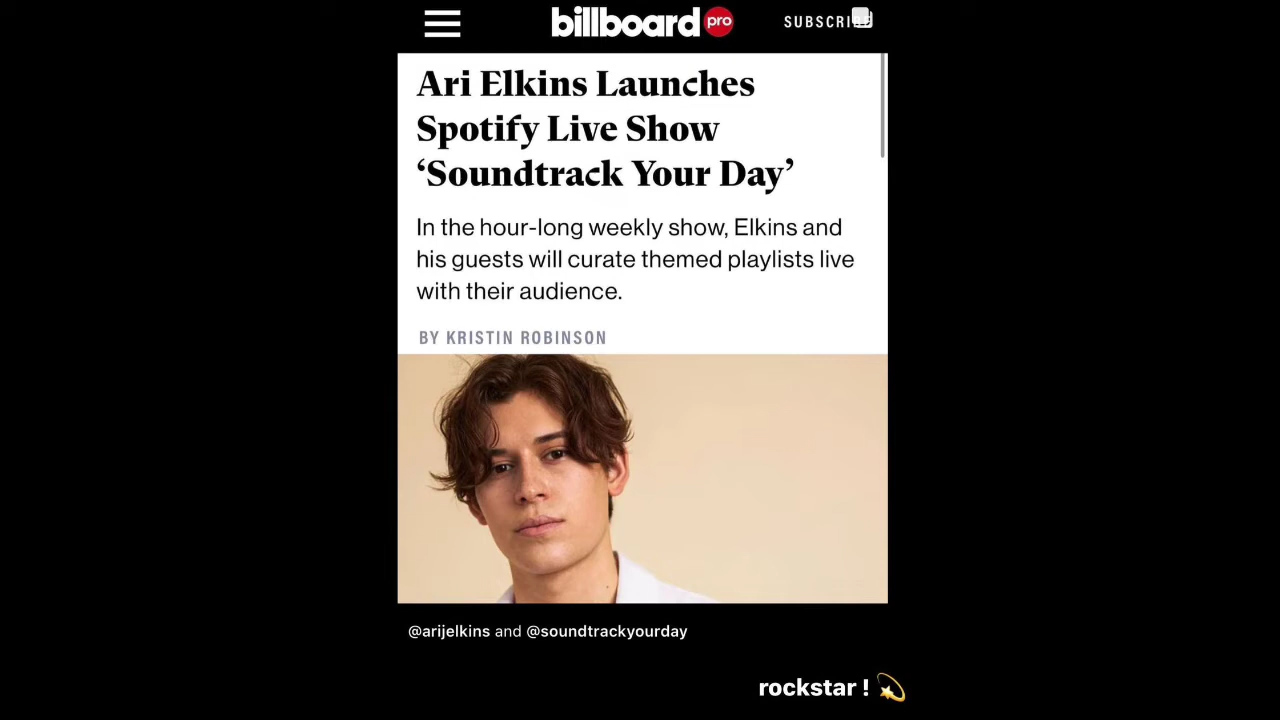 billboard pro
SUBSCRIBE
Ari Elkins Launches
Spotify Live Show
‘Soundtrack Your Day’
In the hour-long weekly show, Elkins and
his guests will curate themed playlists live
with their audience.
BY KRISTIN ROBINSON
@arijelkins and @soundtrackyourday
rockstar ! 💫